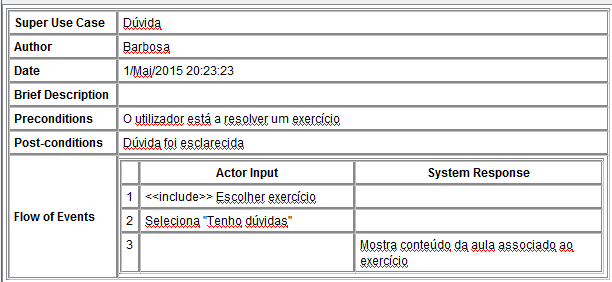 Super Use Case Dúvida
Author Barbosa
Date 1/Mai/2015 20:23:23
Brief Description
Preconditions O utilizador está a resolver um exercício
Post-conditions Dúvida foi esclarecida
Flow of Events
Actor Input System Response
1 <<include>> Escolher exercício
2 Seleciona "Tenho dúvidas"
3 Mostra conteúdo da aula associado ao
exercício